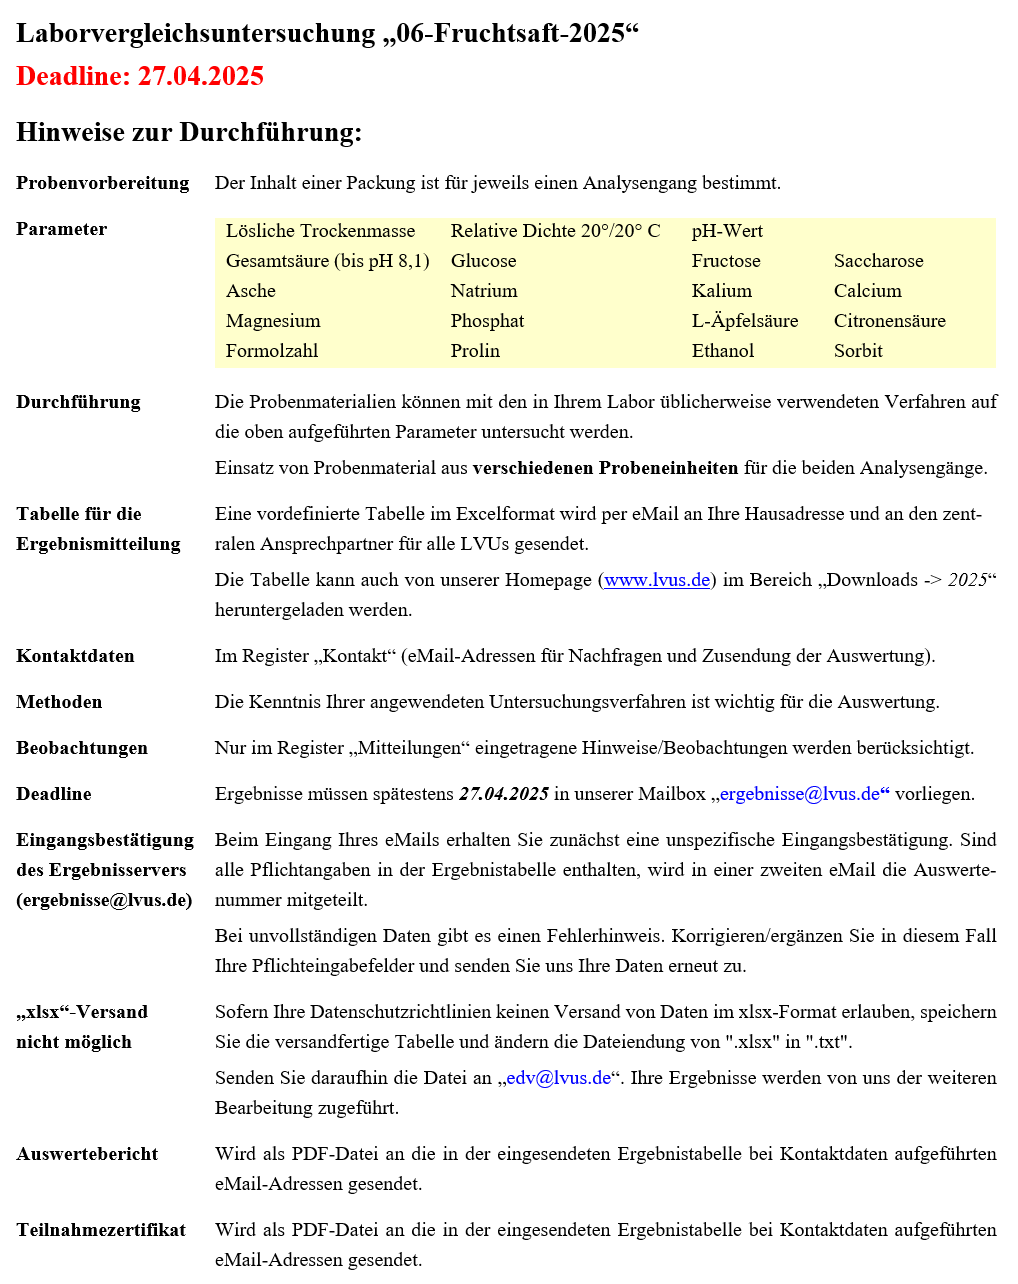 Laborvergleichsuntersuchung „06-Fruchtsaft-2025“
Deadline: 27.04.2025
Hinweise zur Durchführung:
Probenvorbereitung Der Inhalt einer Packung ist für jeweils einen Analysengang bestimmt.
Parameter Lösliche Trockenmasse Relative Dichte 20°/20° C pH-Wert
Gesamtsäure (bis pH 8,1) Glucose Fructose Saccharose
Asche Natrium Kalium Calcium
Magnesium Phosphat L-Äpfelsäure Citronensäure
Formolzahl Prolin Ethanol Sorbit
Durchführung Die Probenmaterialien können mit den in Ihrem Labor üblicherweise verwendeten Verfahren auf
die oben aufgeführten Parameter untersucht werden.
Einsatz von Probenmaterial aus verschiedenen Probeneinheiten für die beiden Analysengänge.
Tabelle für die Eine vordefinierte Tabelle im Excelformat wird per eMail an Ihre Hausadresse und an den zent-
Ergebnismitteilung ralen Ansprechpartner für alle LVUs gesendet.
Die Tabelle kann auch von unserer Homepage (www.lvus.de) im Bereich „Downloads -> 2025“
heruntergeladen werden.
Kontaktdaten Im Register „Kontakt“ (eMail-Adressen für Nachfragen und Zusendung der Auswertung).
Methoden Die Kenntnis Ihrer angewendeten Untersuchungsverfahren ist wichtig für die Auswertung.
Beobachtungen Nur im Register „Mitteilungen“ eingetragene Hinweise/Beobachtungen werden berücksichtigt.
Deadline Ergebnisse müssen spätestens 27.04.2025 in unserer Mailbox „ergebnisse@lvus.de“ vorliegen.
Eingangsbestätigung Beim Eingang Ihres eMails erhalten Sie zunächst eine unspezifische Eingangsbestätigung. Sind
des Ergebnisservers alle Pflichtangaben in der Ergebnistabelle enthalten, wird in einer zweiten eMail die Auswerte-
(ergebnisse@lvus.de) nummer mitgeteilt.
Bei unvollständigen Daten gibt es einen Fehlerhinweis. Korrigieren/ergänzen Sie in diesem Fall
Ihre Pflichteingabefelder und senden Sie uns Ihre Daten erneut zu.
„xlsx“-Versand Sofern Ihre Datenschutzrichtlinien keinen Versand von Daten im xlsx-Format erlauben, speichern
nicht möglich Sie die versandfertige Tabelle und ändern die Dateiendung von ".xlsx" in ".txt".
Senden Sie daraufhin die Datei an „edv@lvus.de“. Ihre Ergebnisse werden von uns der weiteren
Bearbeitung zugeführt.
Auswertebericht Wird als PDF-Datei an die in der eingesendeten Ergebnistabelle bei Kontaktdaten aufgeführten
eMail-Adressen gesendet.
Teilnahmezertifikat Wird als PDF-Datei an die in der eingesendeten Ergebnistabelle bei Kontaktdaten aufgeführten
eMail-Adressen gesendet.